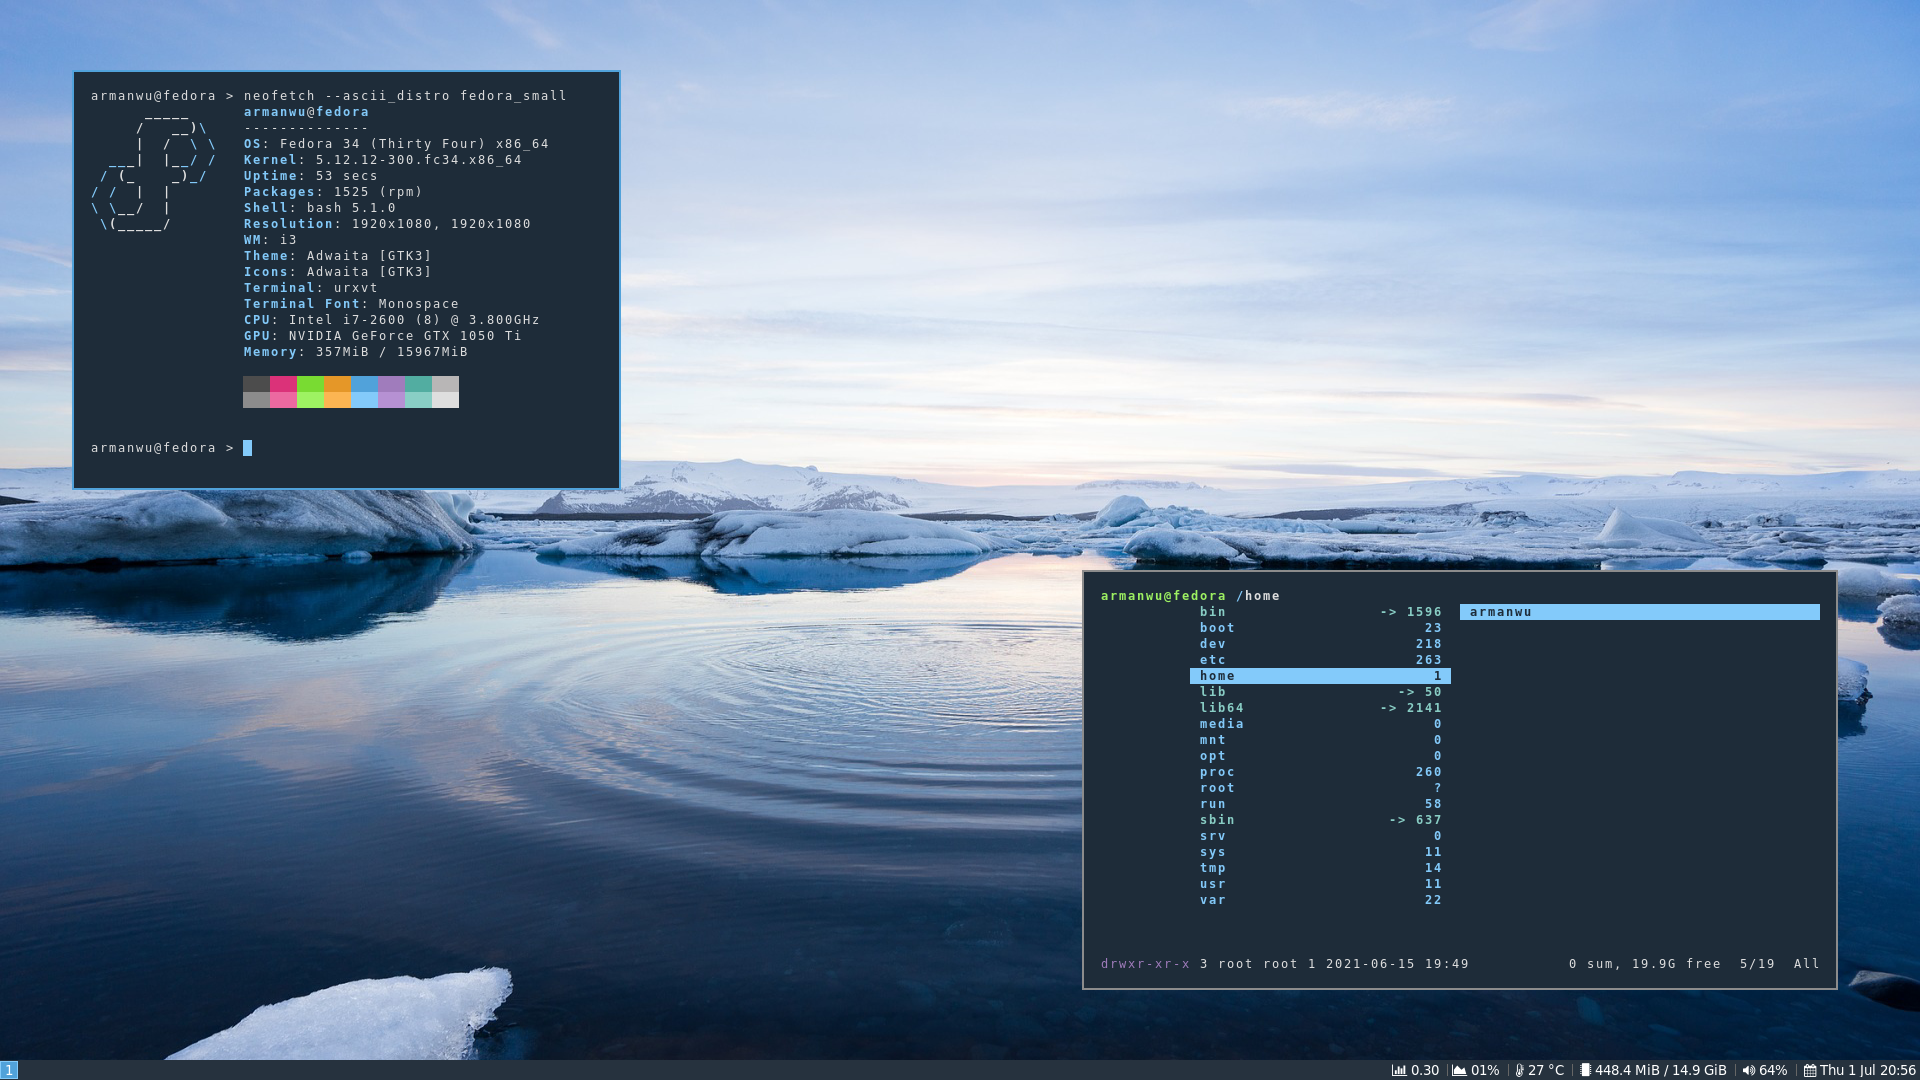 armanwu@fedora > neofetch --ascii_distro fedora_small
armanwu@fedora
--------------
OS: Fedora 34 (Thirty Four) x86_64
Kernel: 5.12.12-300.fc34.x86_64
Uptime: 53 secs
Packages: 1525 (rpm)
Shell: bash 5.1.0
Resolution: 1920x1080, 1920x1080
WM: i3
Theme: Adwaita [GTK3]
Icons: Adwaita [GTK3]
Terminal: urxvt
Terminal Font: Monospace
CPU: Intel i7-2600 (8) @ 3.800GHz
GPU: NVIDIA GeForce GTX 1050 Ti
Memory: 357MiB / 15967MiB
armanwu@fedora >
armanwu@fedora /home
bin -> 1596 armanwu
boot 23
dev 218
etc 263
home 1
lib -> 50
lib64 -> 2141
media 0
mnt 0
opt 0
proc 260
root ?
run 58
sbin -> 637
srv 0
sys 11
tmp 14
usr 11
var 22
drwxr-xr-x 3 root root 1 2021-06-15 19:49 0 sum, 19.9G free 5/19 All
1 0.30 | 01% | 27 °C | 448.4 MiB / 14.9 GiB | 64% | Thu 1 Jul 20:56